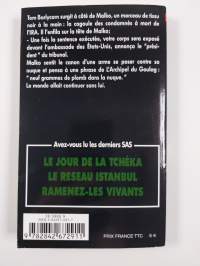 Tom Barlycorn surgit à côté de Malko, un morceau de tissu
noir à la main : la cagoule des condamnés à mort de
l'IRA. Il l'enfila sur la tête de Malko :
- Une fois la sentence exécutée, votre corps sera exposé
devant l'ambassade des États-Unis, annonça le "prési-
dent" du tribunal.
Malko sentit le canon d'une arme se poser contre sa
nuque et pensa à une phrase de L'Archipel du Goulag :
" neuf grammes de plomb dans la nuque."
Le monde allait continuer sans lui.
Avez-vous lu les derniers SAS
LE JOUR DE LA TCHÉKA
LE RESEAU ISTANBUL
RAMENEZ-LES VIVANTS
9 782842 672911
PRIX FRANCE TTC